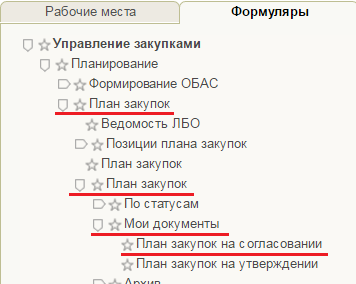 Рабочие места
Формуляры
Управление закупками
Планирование
Формирование ОБАС
План закупок
Ведомость ЛБО
Позиции плана закупок
План закупок
План закупок
По статусам
Мои документы
План закупок на согласовании
План закупок на утверждении
Архив